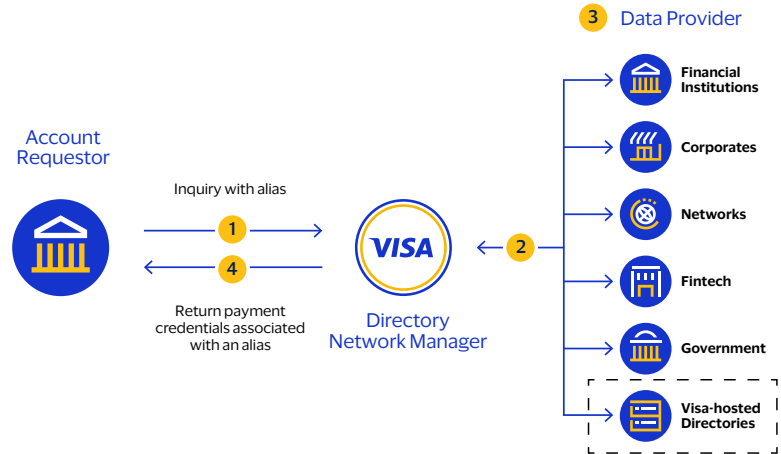 3 Data Provider
Financial
Institutions
Account
Requestor
Corporates
Inquiry with alias
Networks
1
VISA
2
4
Fintech
Return payment
credentials associated
with an alias
Directory
Network Manager
Government
Visa-hosted
Directories